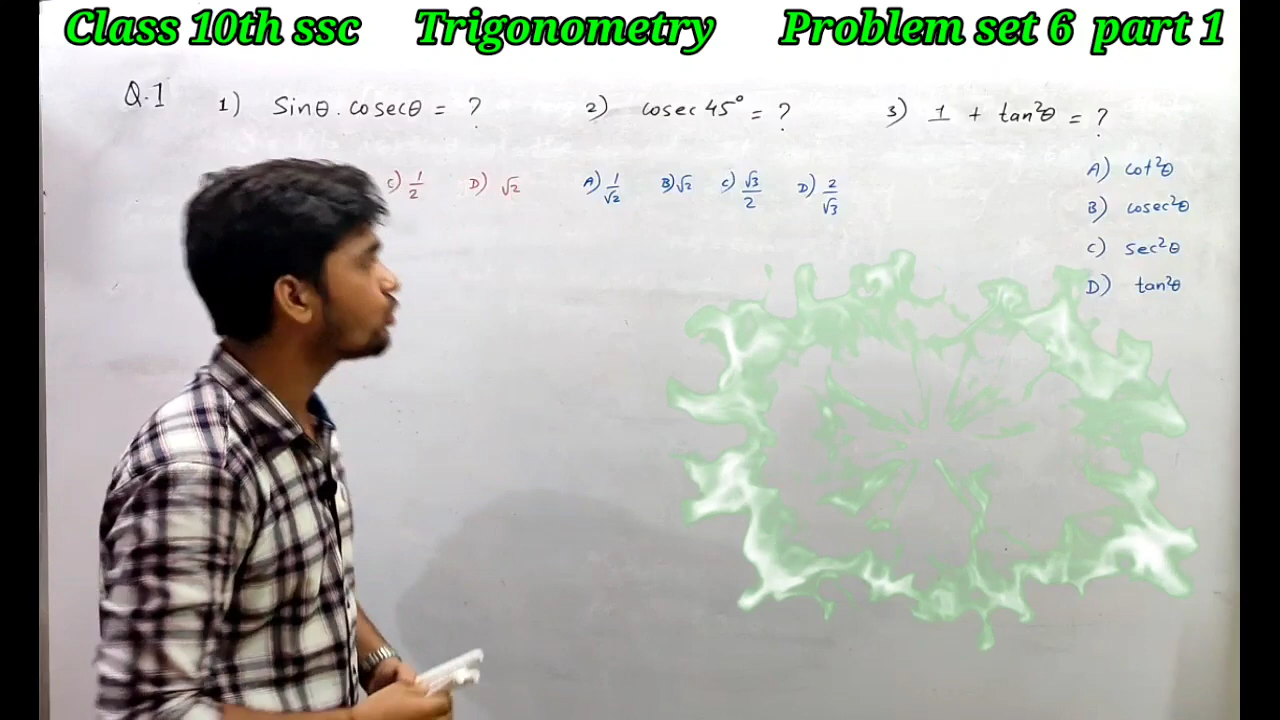 Class 10th ssc Trigonometry Problem set 6 part 1
Q.1 1) Sinθ . cosecθ = ? 2) cosec 45° = ? 3) 1 + tan²θ = ?
C) 1/2 D) √2 A) 1/√2 B) √2 C) √3/2 D) 2/√3
A) cot²θ
B) cosec²θ
C) sec²θ
D) tan²θ